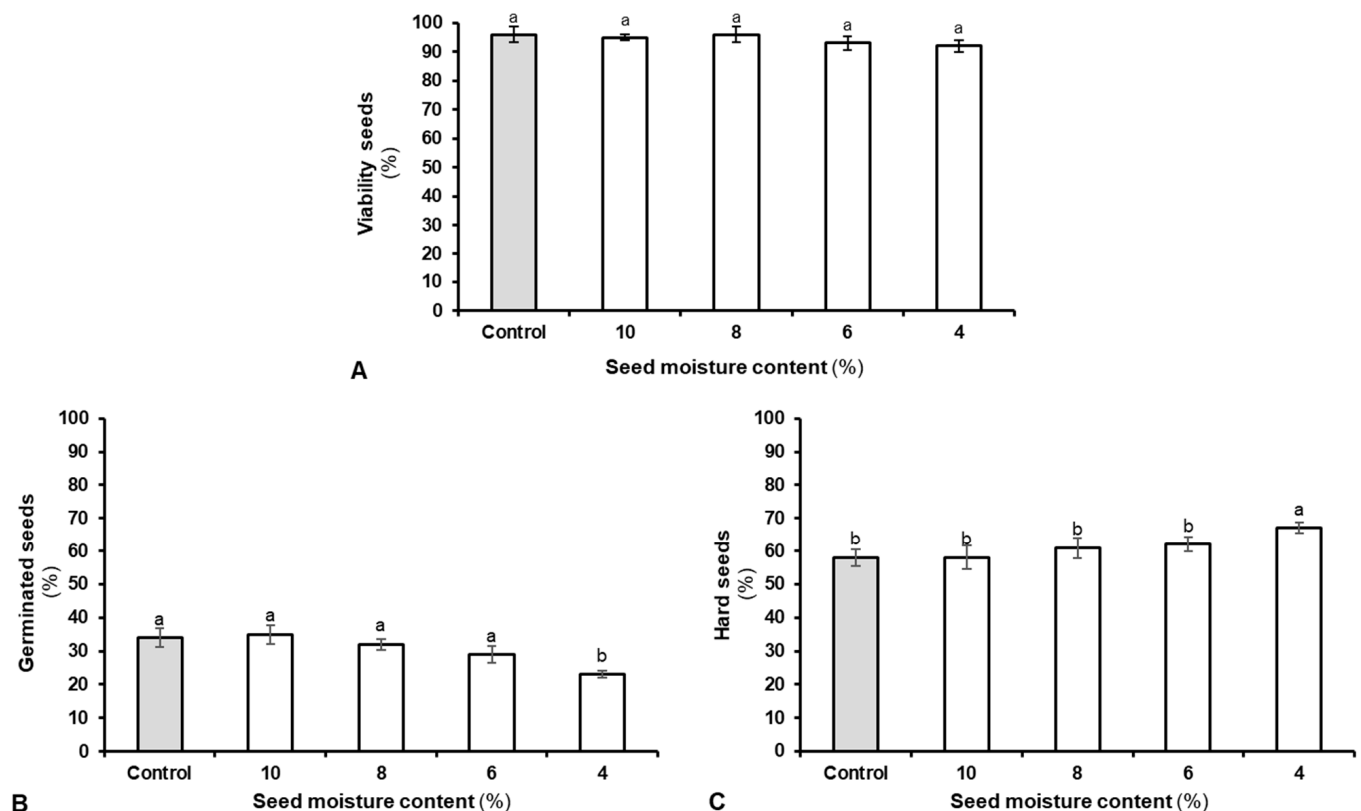 100
90
80
70
60
50
40
30
20
10
0
Viability seeds
(%)
a a a a a
Control 10 8 6 4
Seed moisture content (%)
A
100
90
80
70
60
50
40
30
20
10
0
Germinated seeds
(%)
a a a a b
Control 10 8 6 4
Seed moisture content (%)
B
100
90
80
70
60
50
40
30
20
10
0
Hard seeds
(%)
b b b b a
Control 10 8 6 4
Seed moisture content (%)
C